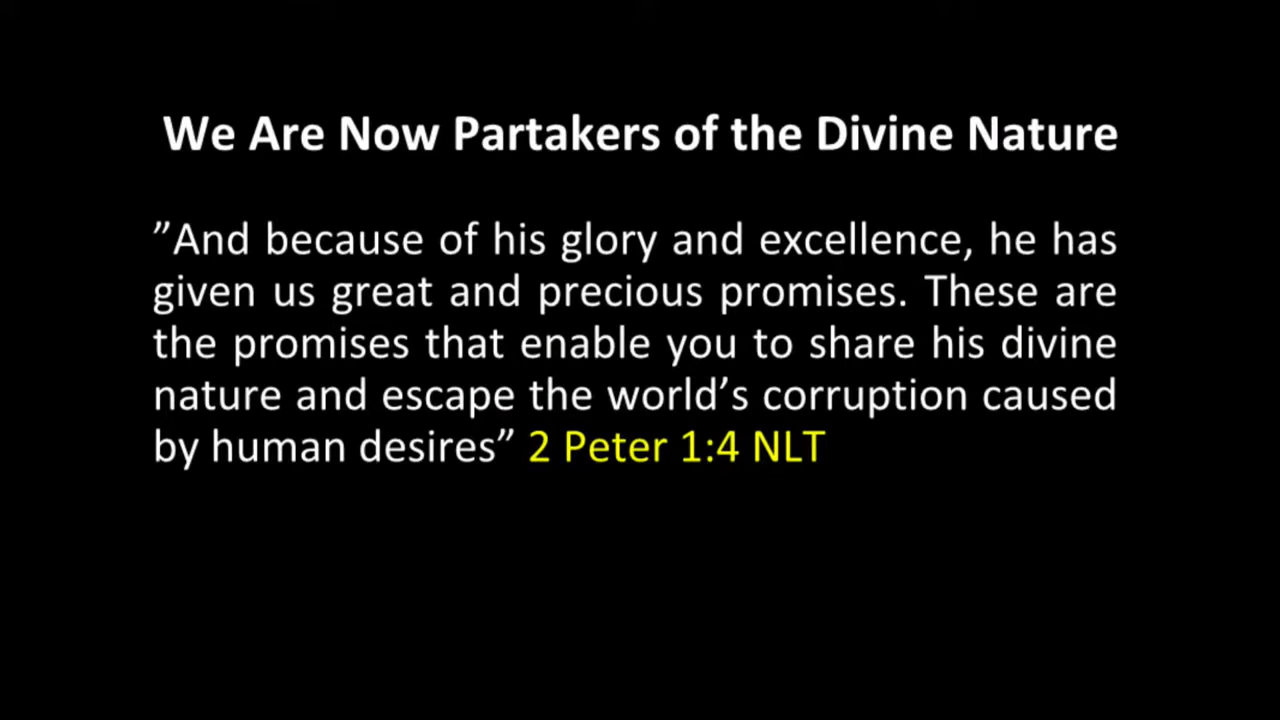 We Are Now Partakers of the Divine Nature
”And because of his glory and excellence, he has
given us great and precious promises. These are
the promises that enable you to share his divine
nature and escape the world’s corruption caused
by human desires” 2 Peter 1:4 NLT